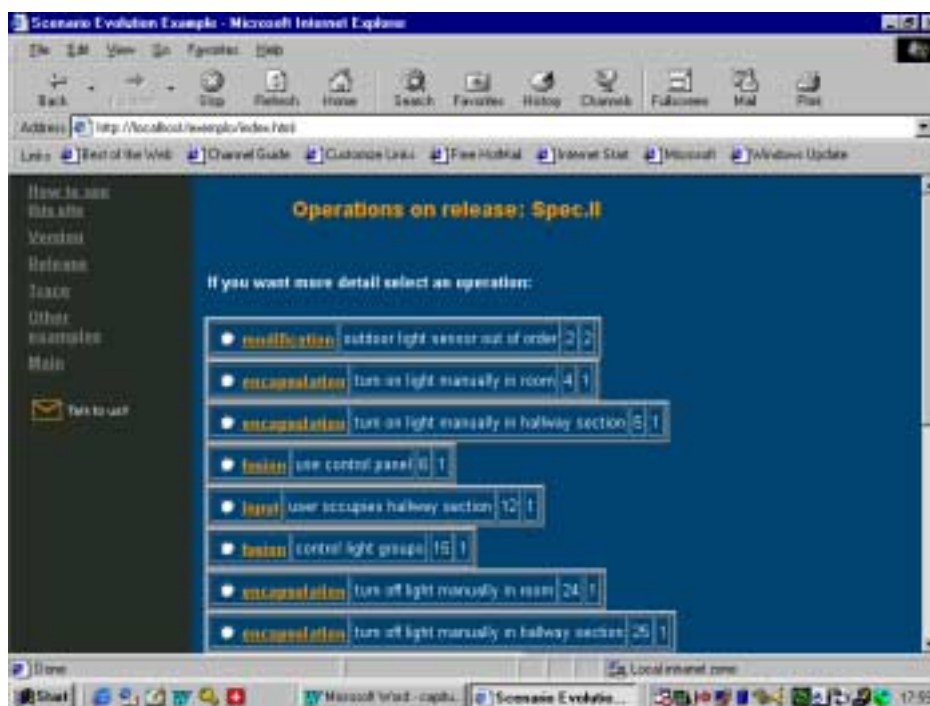 Scenario Evolution Example - Microsoft Internet Explorer
File Edit View Go Favorites Help
Back Stop Refresh Home Search Favorites History Channels Fullscreen Mail Print
Address http://localhost/exemplo/index.html
Links Best of the Web Channel Guide Customize Links Free HotMail Internet Start Microsoft Windows Update
How to use
this site
Version
Release
Trace
Other
examples
Main
Talk to us!!
Operations on release: Spec.II
If you want more detail select an operation:
modification outdoor light sensor out of order 2 2
encapsulation turn on light manually in room 4 1
encapsulation turn on light manually in hallway section 5 1
fusion use control panel 6 1
input user occupies hallway section 12 1
fusion control light groups 15 1
encapsulation turn off light manually in room 24 1
encapsulation turn off light manually in hallway section 25 1
Done Local intranet zone
Start Microsoft Word - capitu... Scenario Evolutio... 17:55